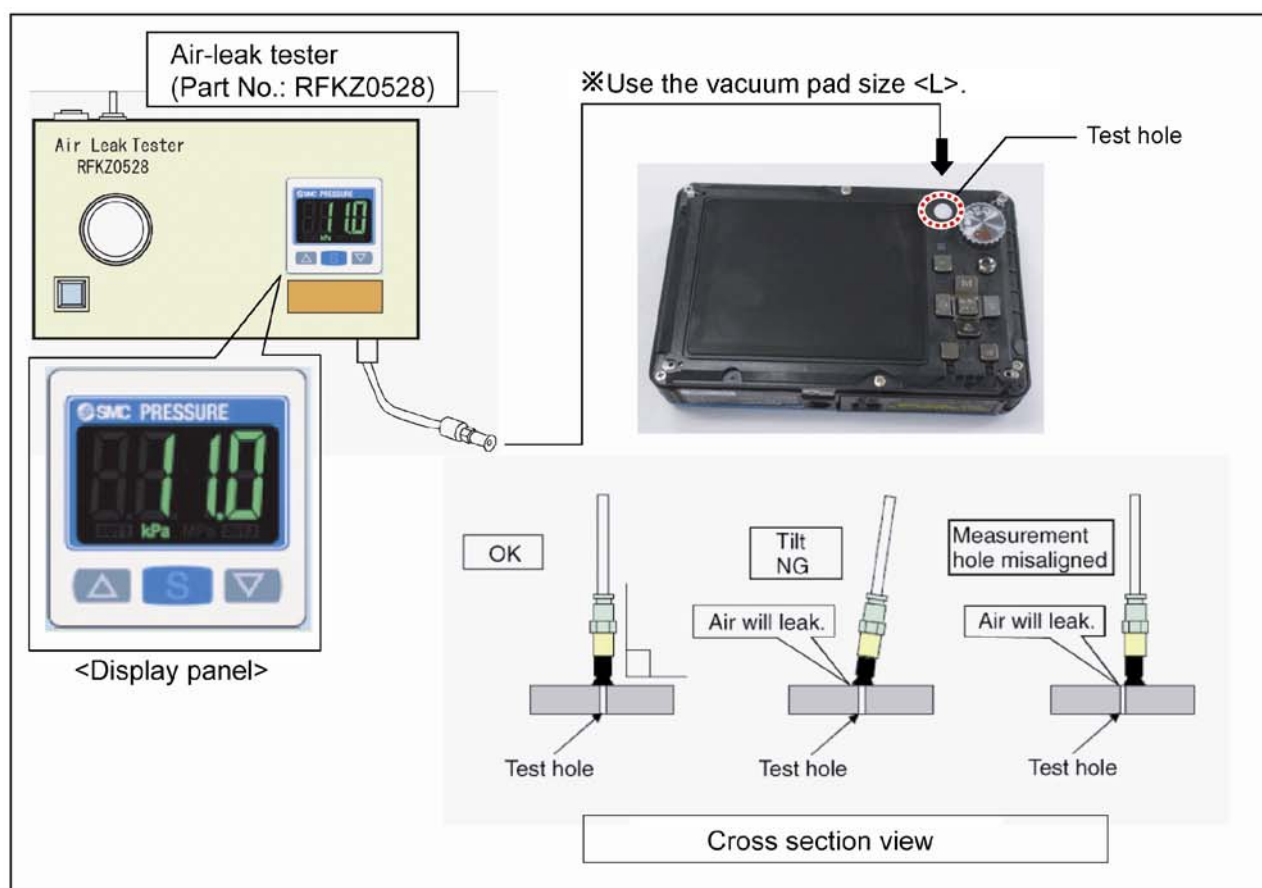 Air-leak tester
(Part No.: RFKZ0528)
※Use the vacuum pad size <L>.
Test hole
Air Leak Tester
RFKZ0528
SMC PRESSURE
11.0
kPa
S
SMC PRESSURE
11.0
kPa MPa
S
<Display panel>
M
OK
Tilt
NG
Measurement
hole misaligned
Air will leak.
Air will leak.
Test hole
Test hole
Test hole
Cross section view